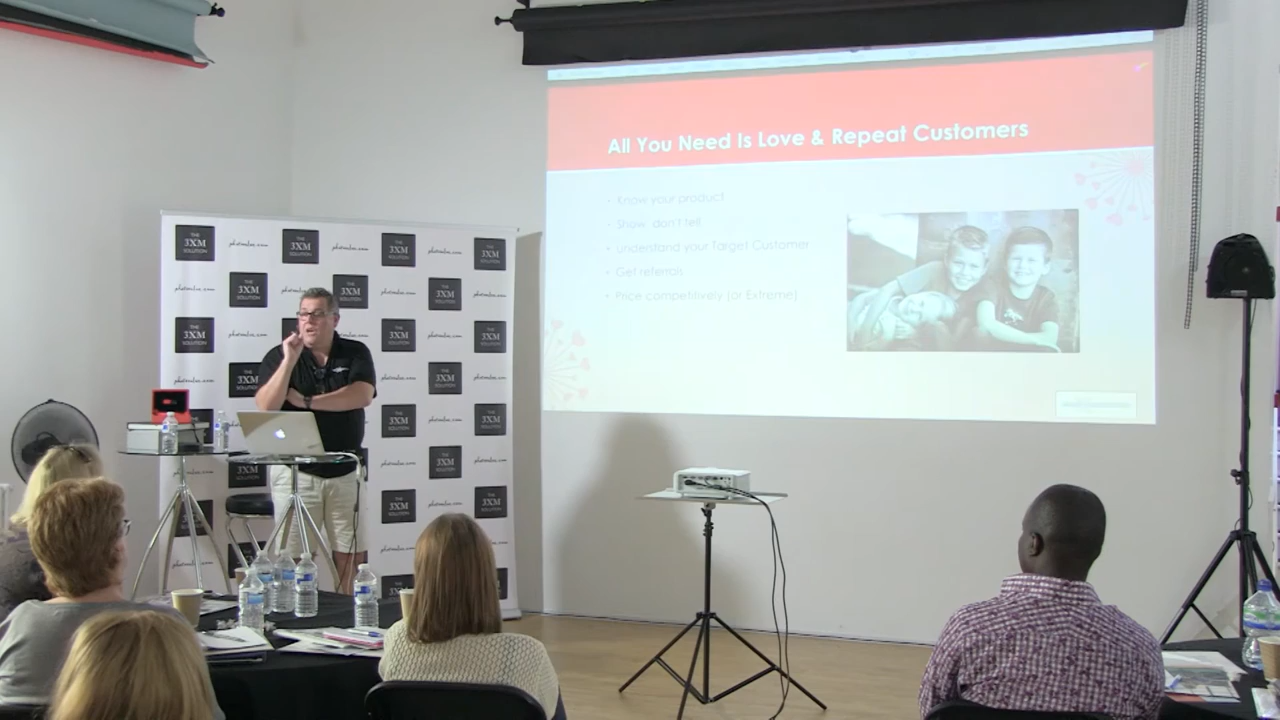 All You Need Is Love & Repeat Customers
• Know your product
• Show, don't tell
• understand your Target Customer
• Get referrals
• Price competitively (or Extreme)
THE
3XM
SOLUTION